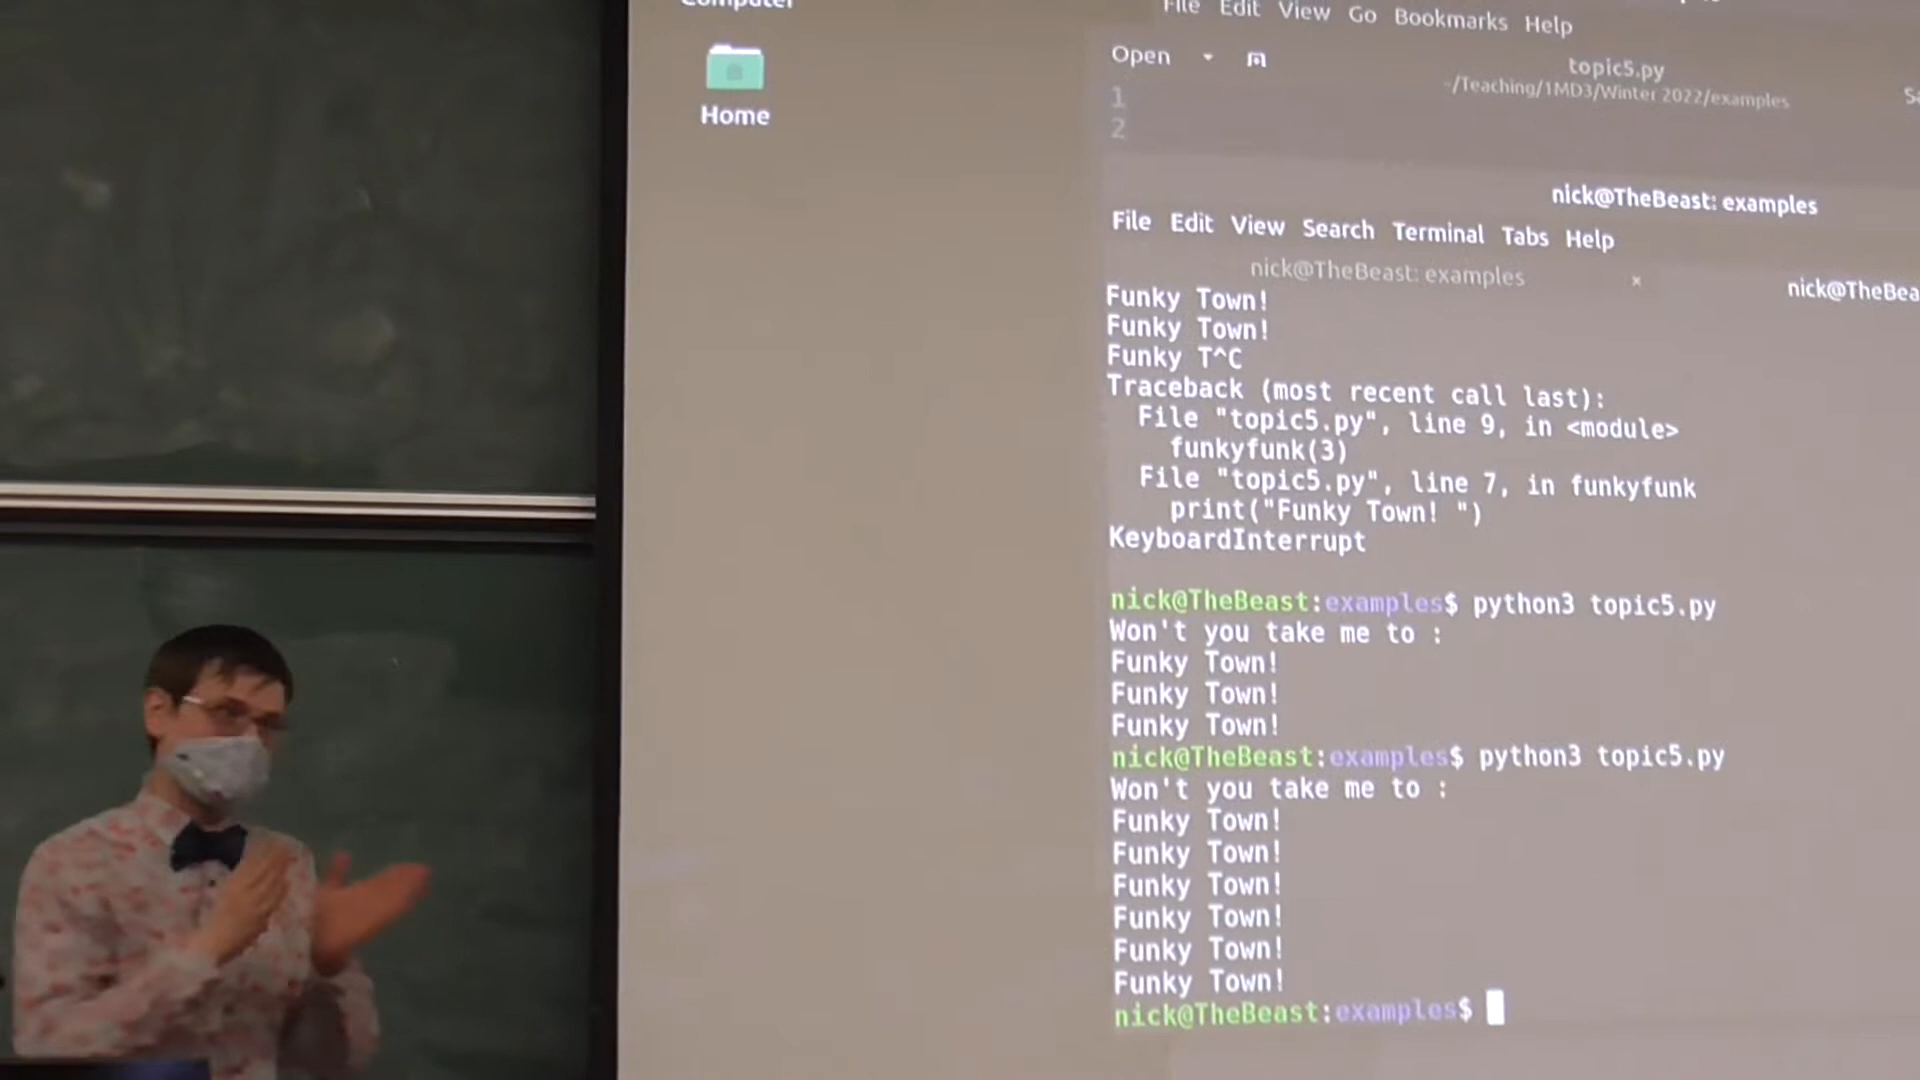 Computer
Home
File Edit View Go Bookmarks Help
Open
topic5.py
~/Teaching/1MD3/Winter 2022/examples
1
2
nick@TheBeast: examples
File Edit View Search Terminal Tabs Help
nick@TheBeast: examples ×
Funky Town!
Funky Town!
Funky T^C
Traceback (most recent call last):
File "topic5.py", line 9, in <module>
funkyfunk(3)
File "topic5.py", line 7, in funkyfunk
print("Funky Town! ")
KeyboardInterrupt
nick@TheBeast:examples$ python3 topic5.py
Won't you take me to :
Funky Town!
Funky Town!
Funky Town!
nick@TheBeast:examples$ python3 topic5.py
Won't you take me to :
Funky Town!
Funky Town!
Funky Town!
Funky Town!
Funky Town!
Funky Town!
nick@TheBeast:examples$